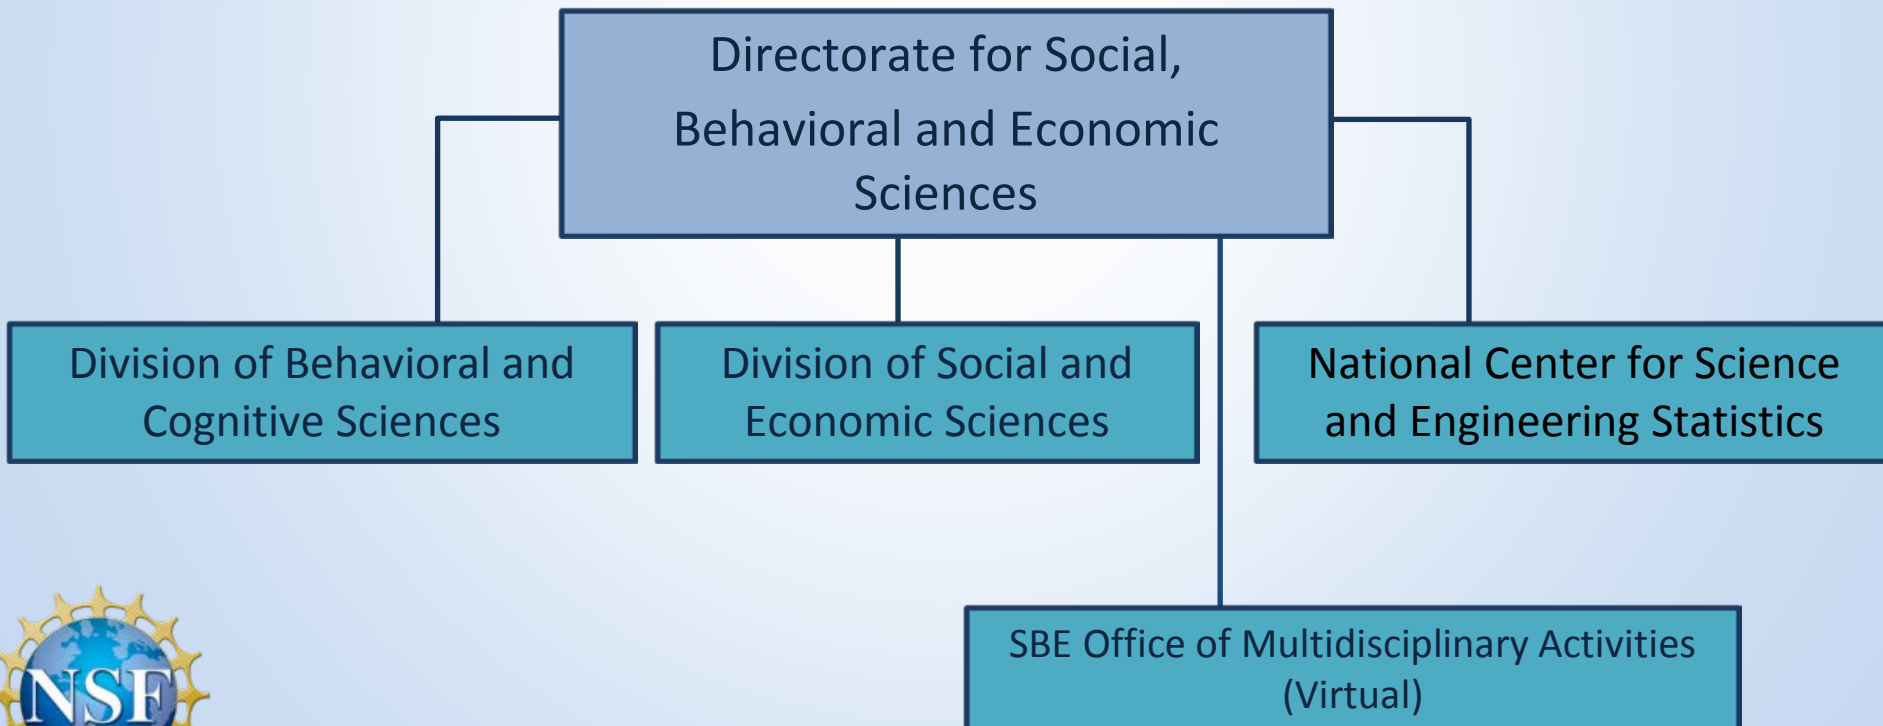 Directorate for Social,
Behavioral and Economic
Sciences
Division of Behavioral and
Cognitive Sciences
Division of Social and
Economic Sciences
National Center for Science
and Engineering Statistics
SBE Office of Multidisciplinary Activities
(Virtual)
NSF